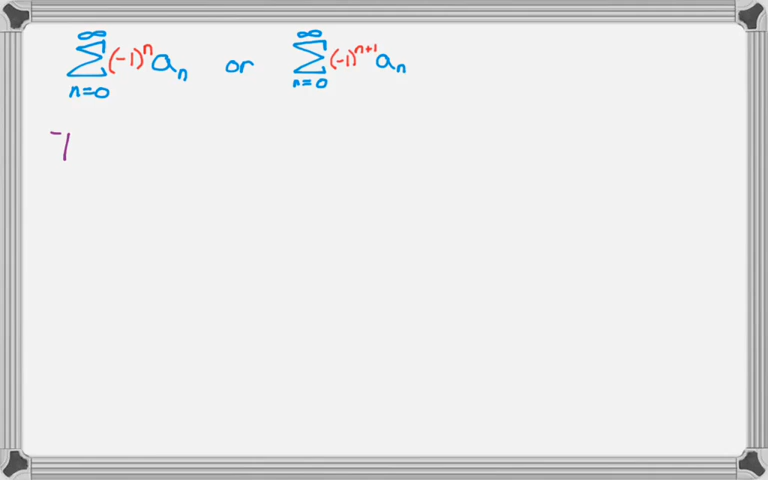 ∑_{n=0}^{∞} (-1)^n a_n or ∑_{n=0}^{∞} (-1)^{n+1} a_n